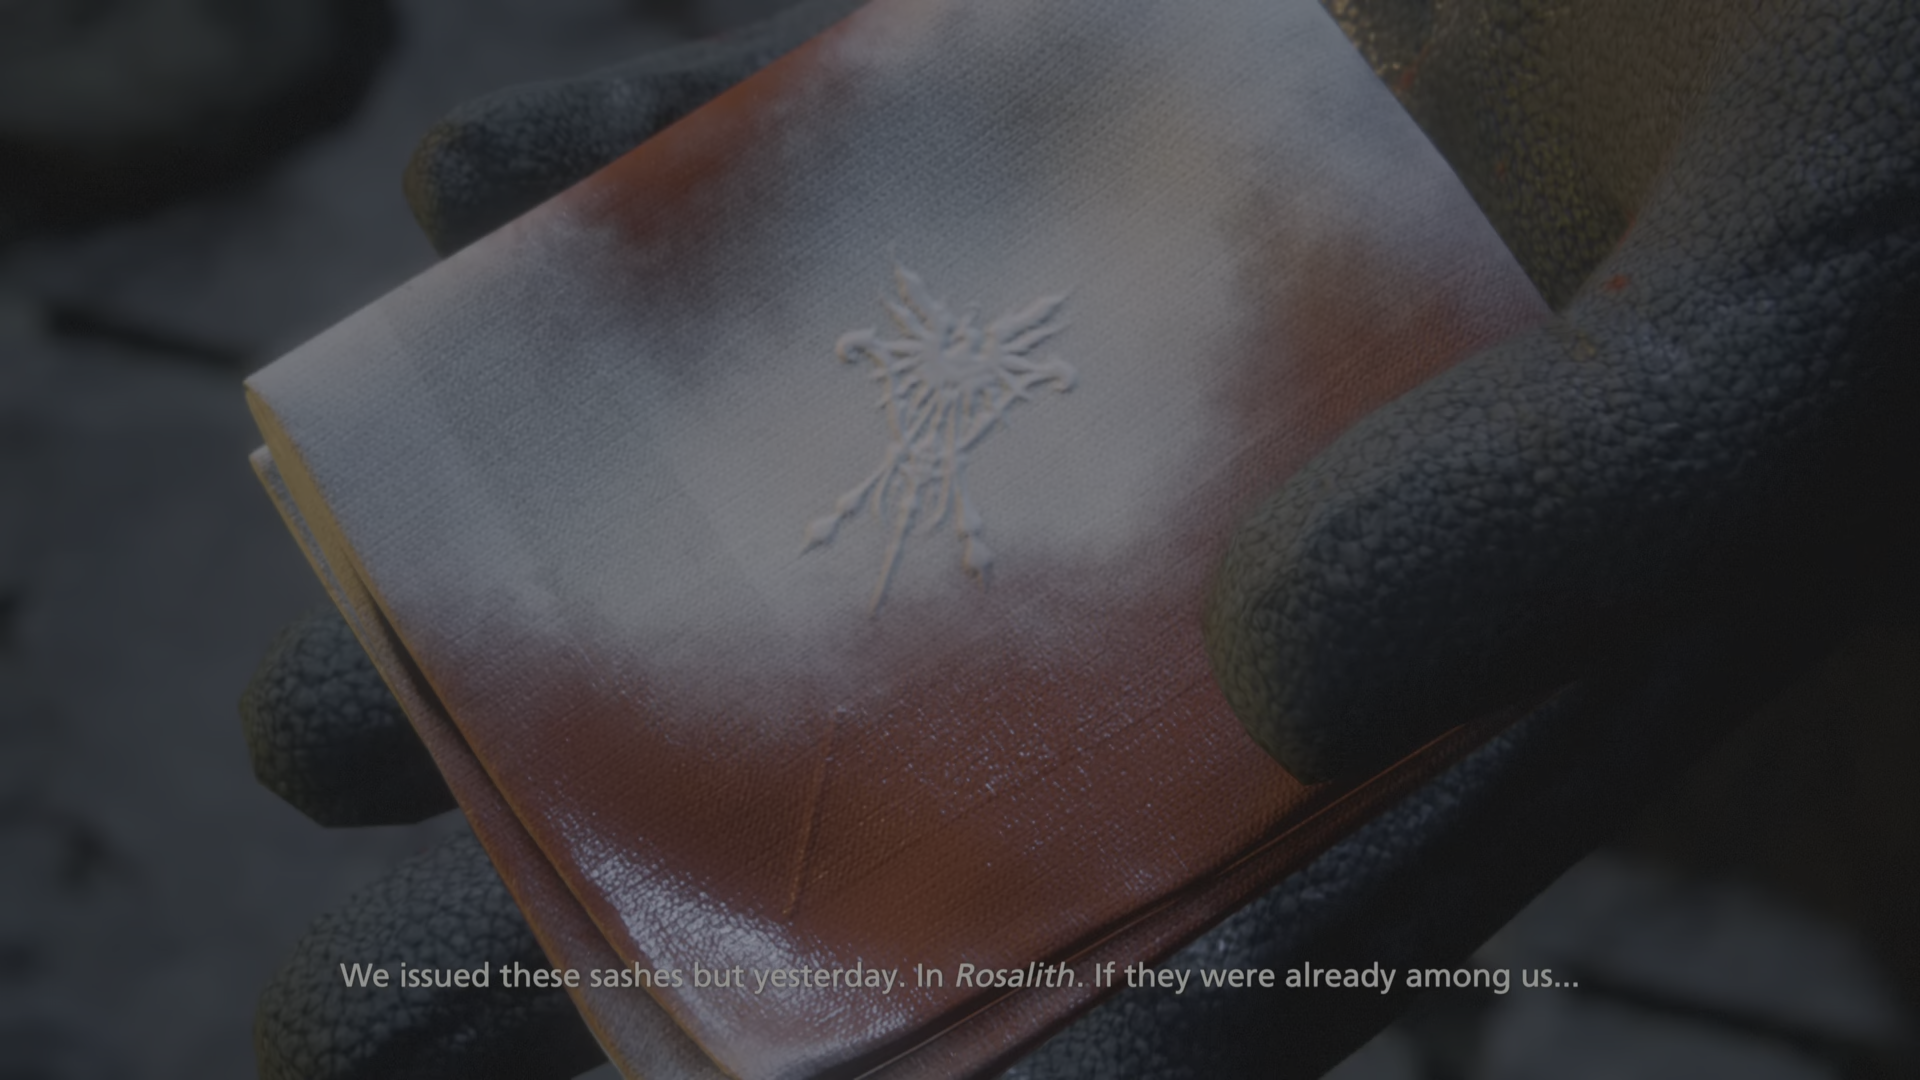 We issued these sashes but yesterday. In Rosalith. If they were already among us...